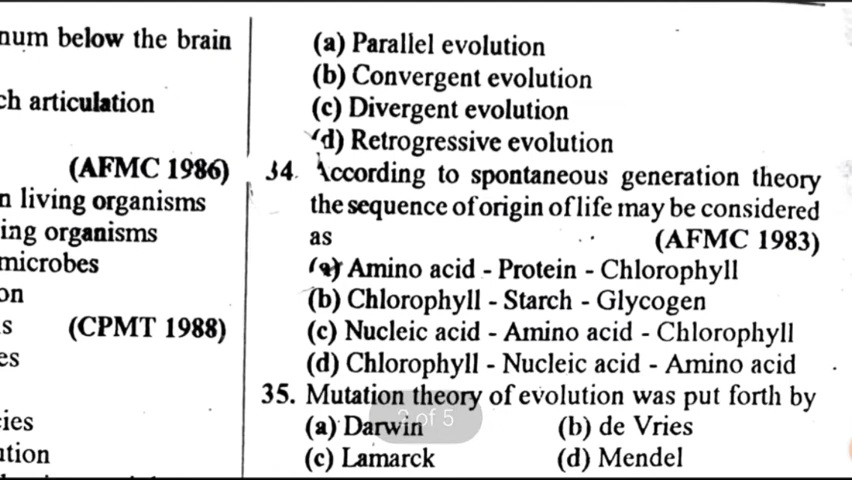 num below the brain
ch articulation
(AFMC 1986)
n living organisms
ing organisms
microbes
on
s (CPMT 1988)
es
cies
ition
(a) Parallel evolution
(b) Convergent evolution
(c) Divergent evolution
(d) Retrogressive evolution
34. According to spontaneous generation theory
the sequence of origin of life may be considered
as (AFMC 1983)
(a) Amino acid - Protein - Chlorophyll
(b) Chlorophyll - Starch - Glycogen
(c) Nucleic acid - Amino acid - Chlorophyll
(d) Chlorophyll - Nucleic acid - Amino acid
35. Mutation theory of evolution was put forth by
(a) Darwin (b) de Vries
(c) Lamarck (d) Mendel
2 of 5